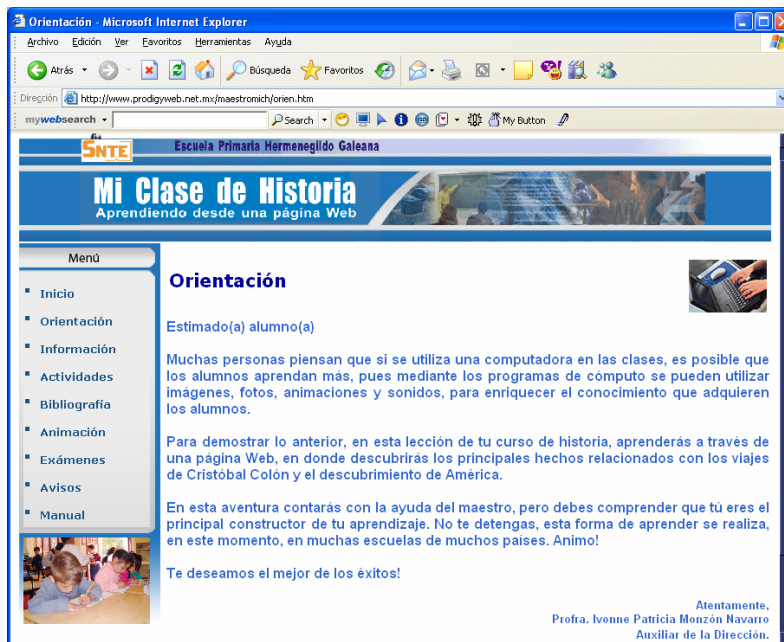 Orientación - Microsoft Internet Explorer
Archivo Edición Ver Favoritos Herramientas Ayuda
Atrás Búsqueda Favoritos
Dirección http://www.prodigyweb.net.mx/maestromich/orien.htm
mywebsearch Search My Button
SNTE Escuela Primaria Hermenegildo Galeana
Mi Clase de Historia
Aprendiendo desde una página Web
Menú
Inicio
Orientación
Información
Actividades
Bibliografía
Animación
Exámenes
Avisos
Manual
Orientación
Estimado(a) alumno(a)
Muchas personas piensan que si se utiliza una computadora en las clases, es posible que
los alumnos aprendan más, pues mediante los programas de cómputo se pueden utilizar
imágenes, fotos, animaciones y sonidos, para enriquecer el conocimiento que adquieren
los alumnos.
Para demostrar lo anterior, en esta lección de tu curso de historia, aprenderás a través de
una página Web, en donde descubrirás los principales hechos relacionados con los viajes
de Cristóbal Colón y el descubrimiento de América.
En esta aventura contarás con la ayuda del maestro, pero debes comprender que tú eres el
principal constructor de tu aprendizaje. No te detengas, esta forma de aprender se realiza,
en este momento, en muchas escuelas de muchos países. Animo!
Te deseamos el mejor de los éxitos!
Atentamente,
Profra. Ivonne Patricia Monzón Navarro
Auxiliar de la Dirección.